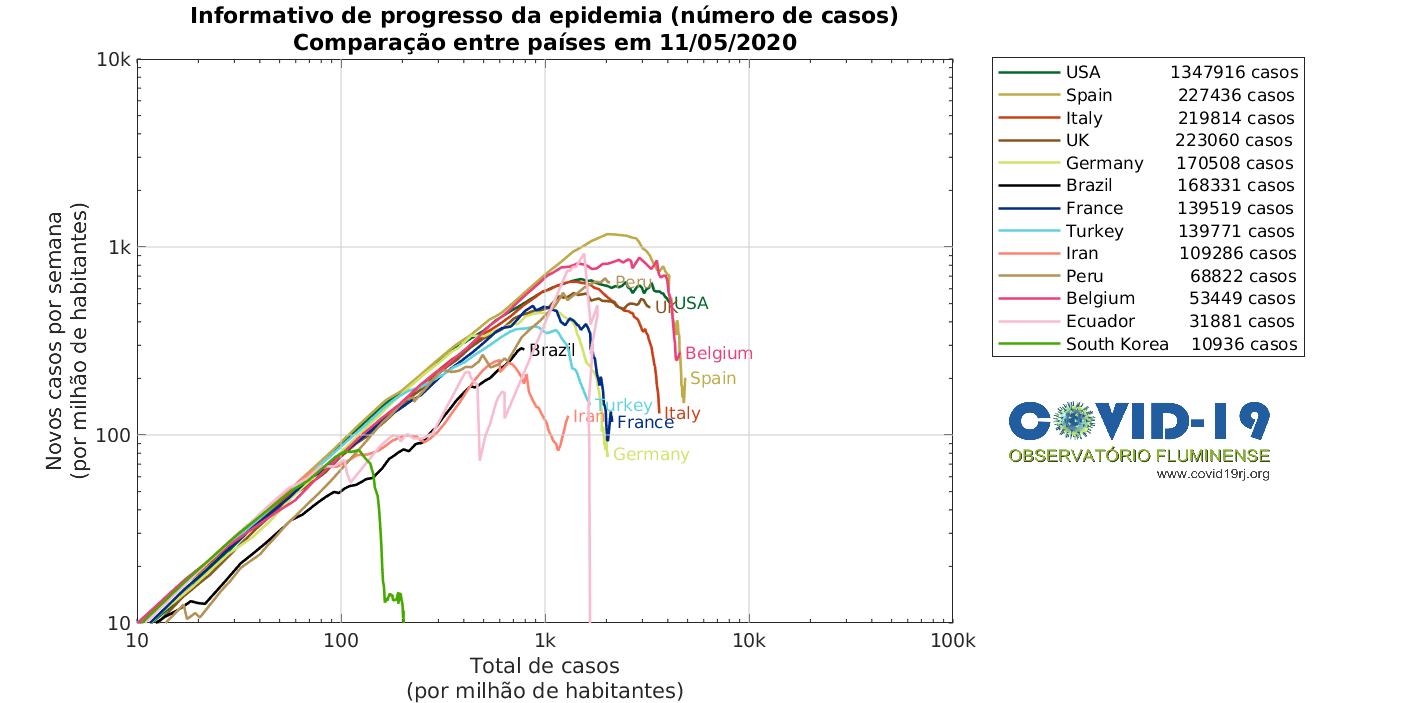 Informativo de progresso da epidemia (número de casos)
Comparação entre países em 11/05/2020
10k
1k
100
10
10
100
1k
10k
100k
Novos casos por semana
(por milhão de habitantes)
Total de casos
(por milhão de habitantes)
Peru
UK
USA
Brazil
Belgium
Spain
Turkey
Iran
Italy
France
Germany
USA 1347916 casos
Spain 227436 casos
Italy 219814 casos
UK 223060 casos
Germany 170508 casos
Brazil 168331 casos
France 139519 casos
Turkey 139771 casos
Iran 109286 casos
Peru 68822 casos
Belgium 53449 casos
Ecuador 31881 casos
South Korea 10936 casos
COVID-19
OBSERVATÓRIO FLUMINENSE
www.covid19rj.org